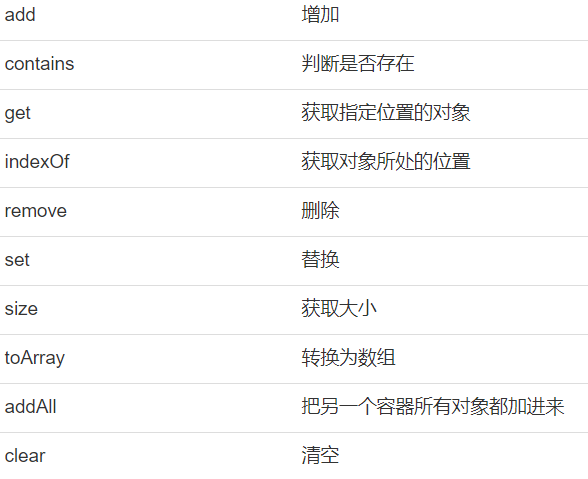 add 增加
contains 判断是否存在
get 获取指定位置的对象
indexOf 获取对象所处的位置
remove 删除
set 替换
size 获取大小
toArray 转换为数组
addAll 把另一个容器所有对象都加进来
clear 清空